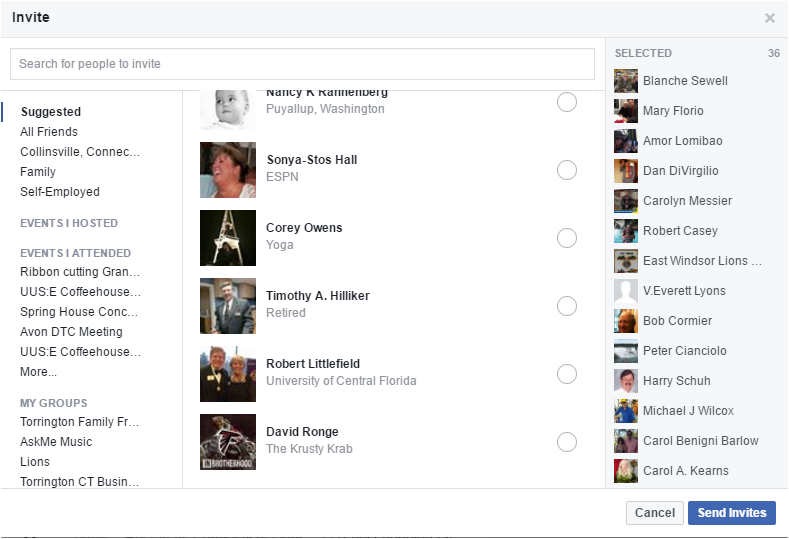 Invite
×
Search for people to invite
SELECTED 36
Suggested
All Friends
Collinsville, Connec...
Family
Self-Employed
EVENTS I HOSTED
EVENTS I ATTENDED
Ribbon cutting Gran...
UUS:E Coffeehouse...
Spring House Conc...
Avon DTC Meeting
UUS:E Coffeehouse...
More...
MY GROUPS
Torrington Family Fr...
AskMe Music
Lions
Torrington CT Busin...
Nancy K Rannenberg
Puyallup, Washington
Sonya-Stos Hall
ESPN
Corey Owens
Yoga
Timothy A. Hilliker
Retired
Robert Littlefield
University of Central Florida
David Ronge
The Krusty Krab
BROTHERHOOD
Blanche Sewell
Mary Florio
Amor Lomibao
Dan DiVirgilio
Carolyn Messier
Robert Casey
East Windsor Lions ...
V.Everett Lyons
Bob Cormier
Peter Cianciolo
Harry Schuh
Michael J Wilcox
Carol Benigni Barlow
Carol A. Kearns
Cancel
Send Invites